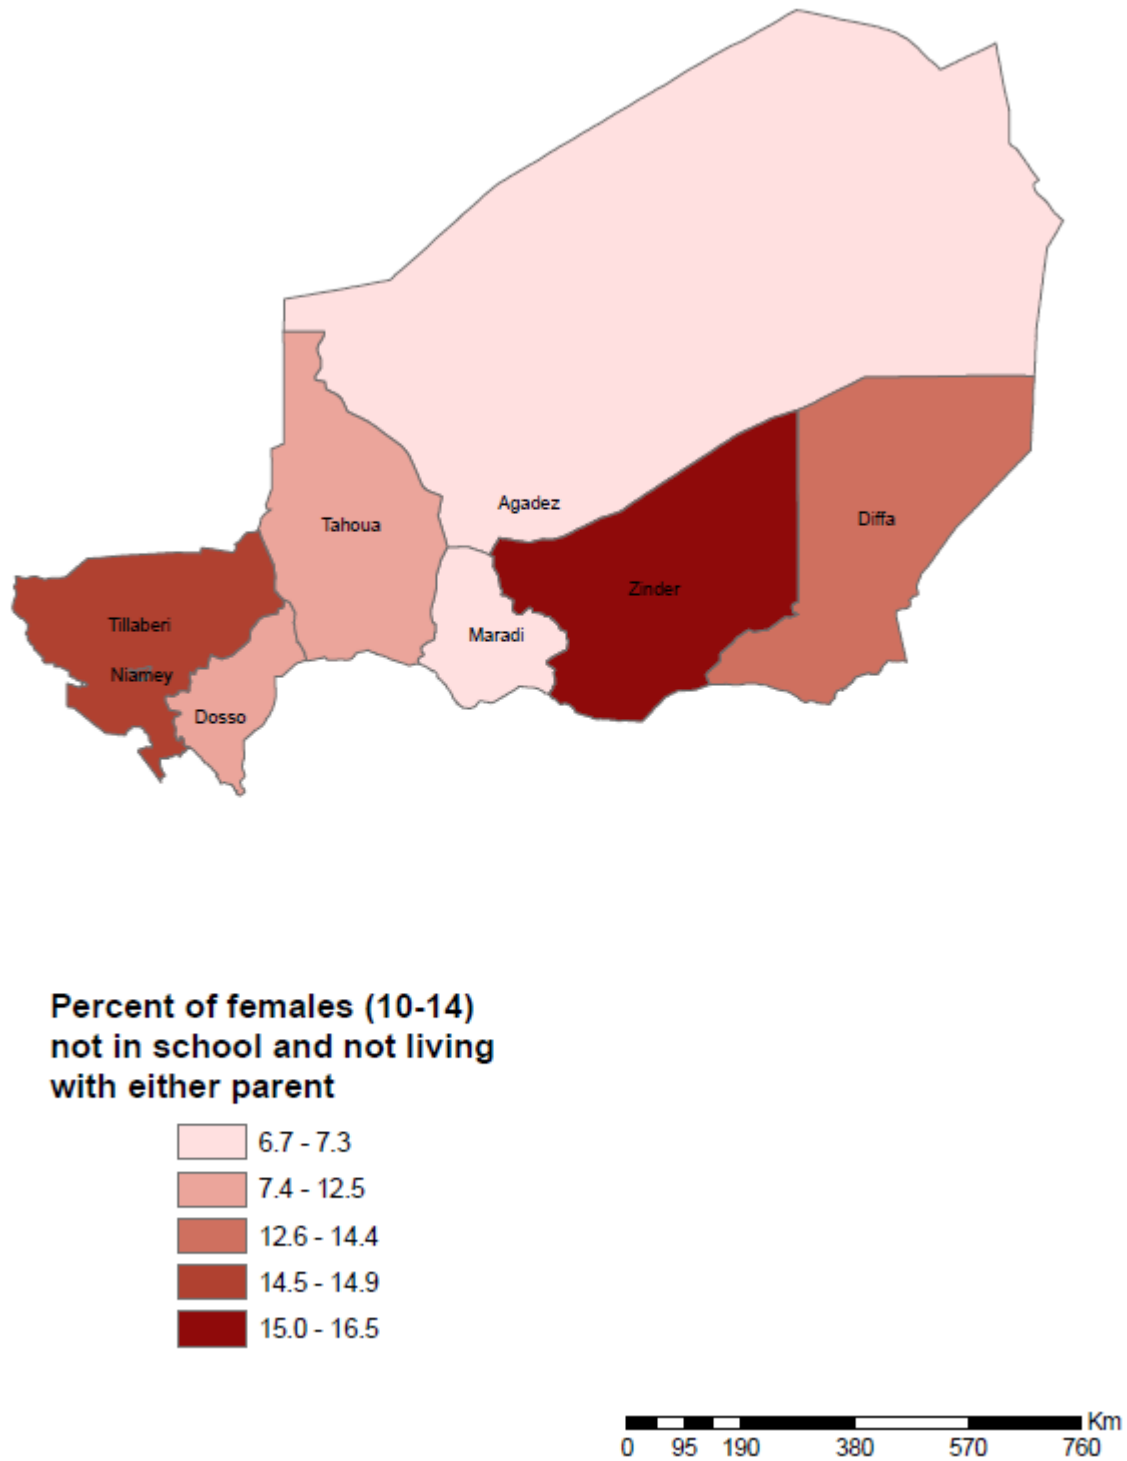 Agadez
Tahoua
Diffa
Zinder
Tillaberi
Maradi
Niamey
Dosso
Percent of females (10-14)
not in school and not living
with either parent
6.7 - 7.3
7.4 - 12.5
12.6 - 14.4
14.5 - 14.9
15.0 - 16.5
Km
0 95 190 380 570 760